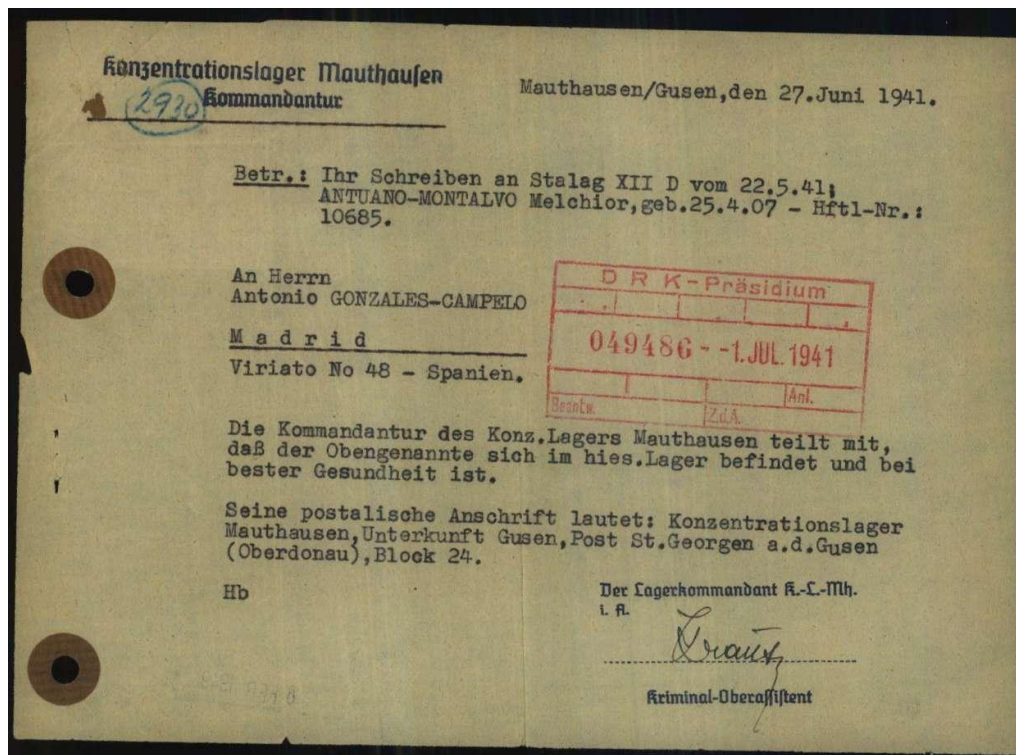 Konzentrationslager Mauthausen
2930 Kommandantur
Mauthausen/Gusen,den 27.Juni 1941.
Betr.: Ihr Schreiben an Stalag XII D vom 22.5.41;
ANTUANO-MONTALVO Melchior,geb.25.4.07 - Hftl-Nr.:
10685.
An Herrn
Antonio GONZALES-CAMPELO
M a d r i d
Viriato No 48 - Spanien.
D R K - Präsidium
049486 - -1.JUL.1941
Anl.
Beantw.
Z.d.A.
Die Kommandantur des Konz.Lagers Mauthausen teilt mit,
daß der Obengenannte sich im hies.Lager befindet und bei
bester Gesundheit ist.
Seine postalische Anschrift lautet: Konzentrationslager
Mauthausen,Unterkunft Gusen,Post St.Georgen a.d.Gusen
(Oberdonau),Block 24.
Hb
Der Lagerkommandant K.-L.-Mh.
i. A.
Kriminal-Oberassistent